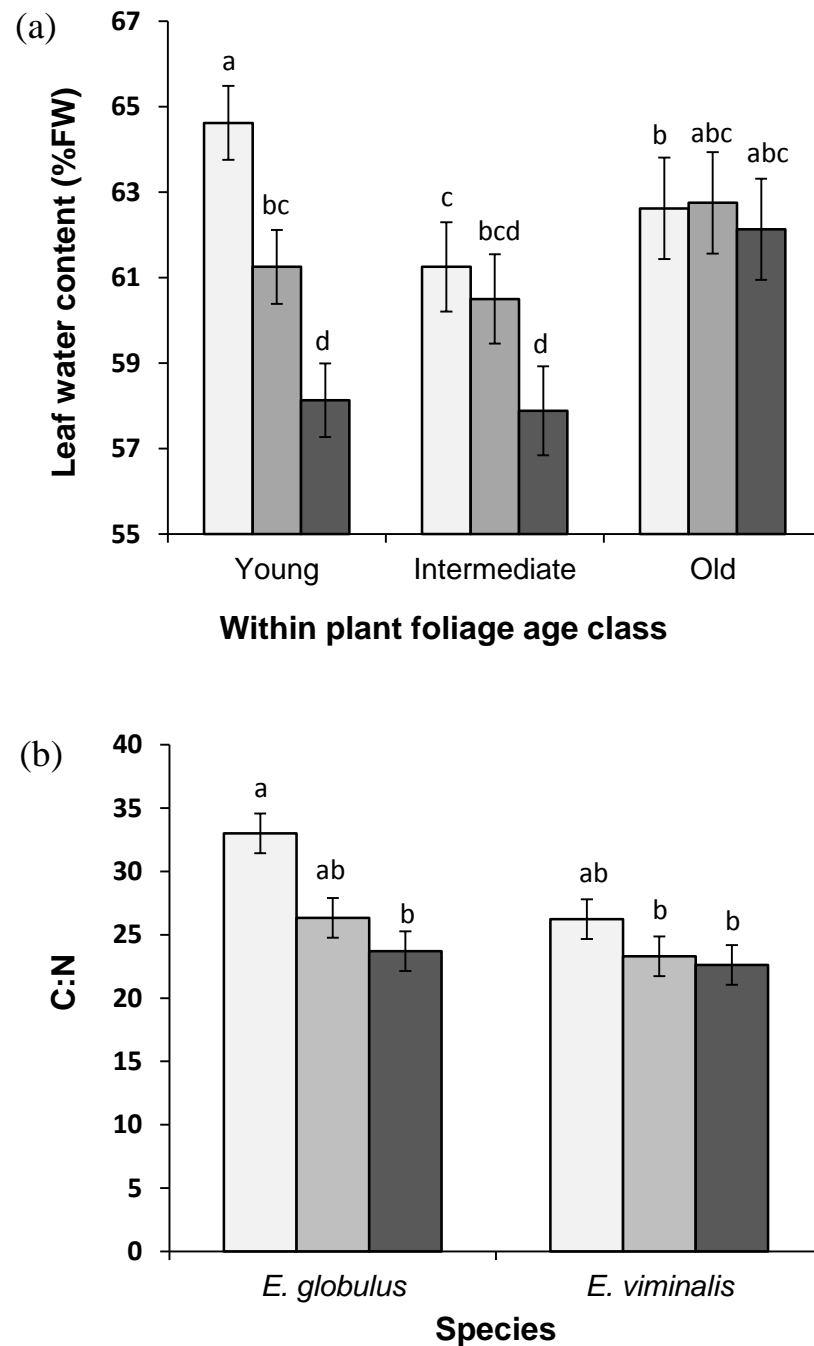 (a)
Leaf water content (%FW)
67
65
63
61
59
57
55
a
bc
d
c
bcd
d
b
abc
abc
Young Intermediate Old
Within plant foliage age class
(b)
C:N
40
35
30
25
20
15
10
5
0
a
ab
b
ab
b
b
E. globulus E. viminalis
Species